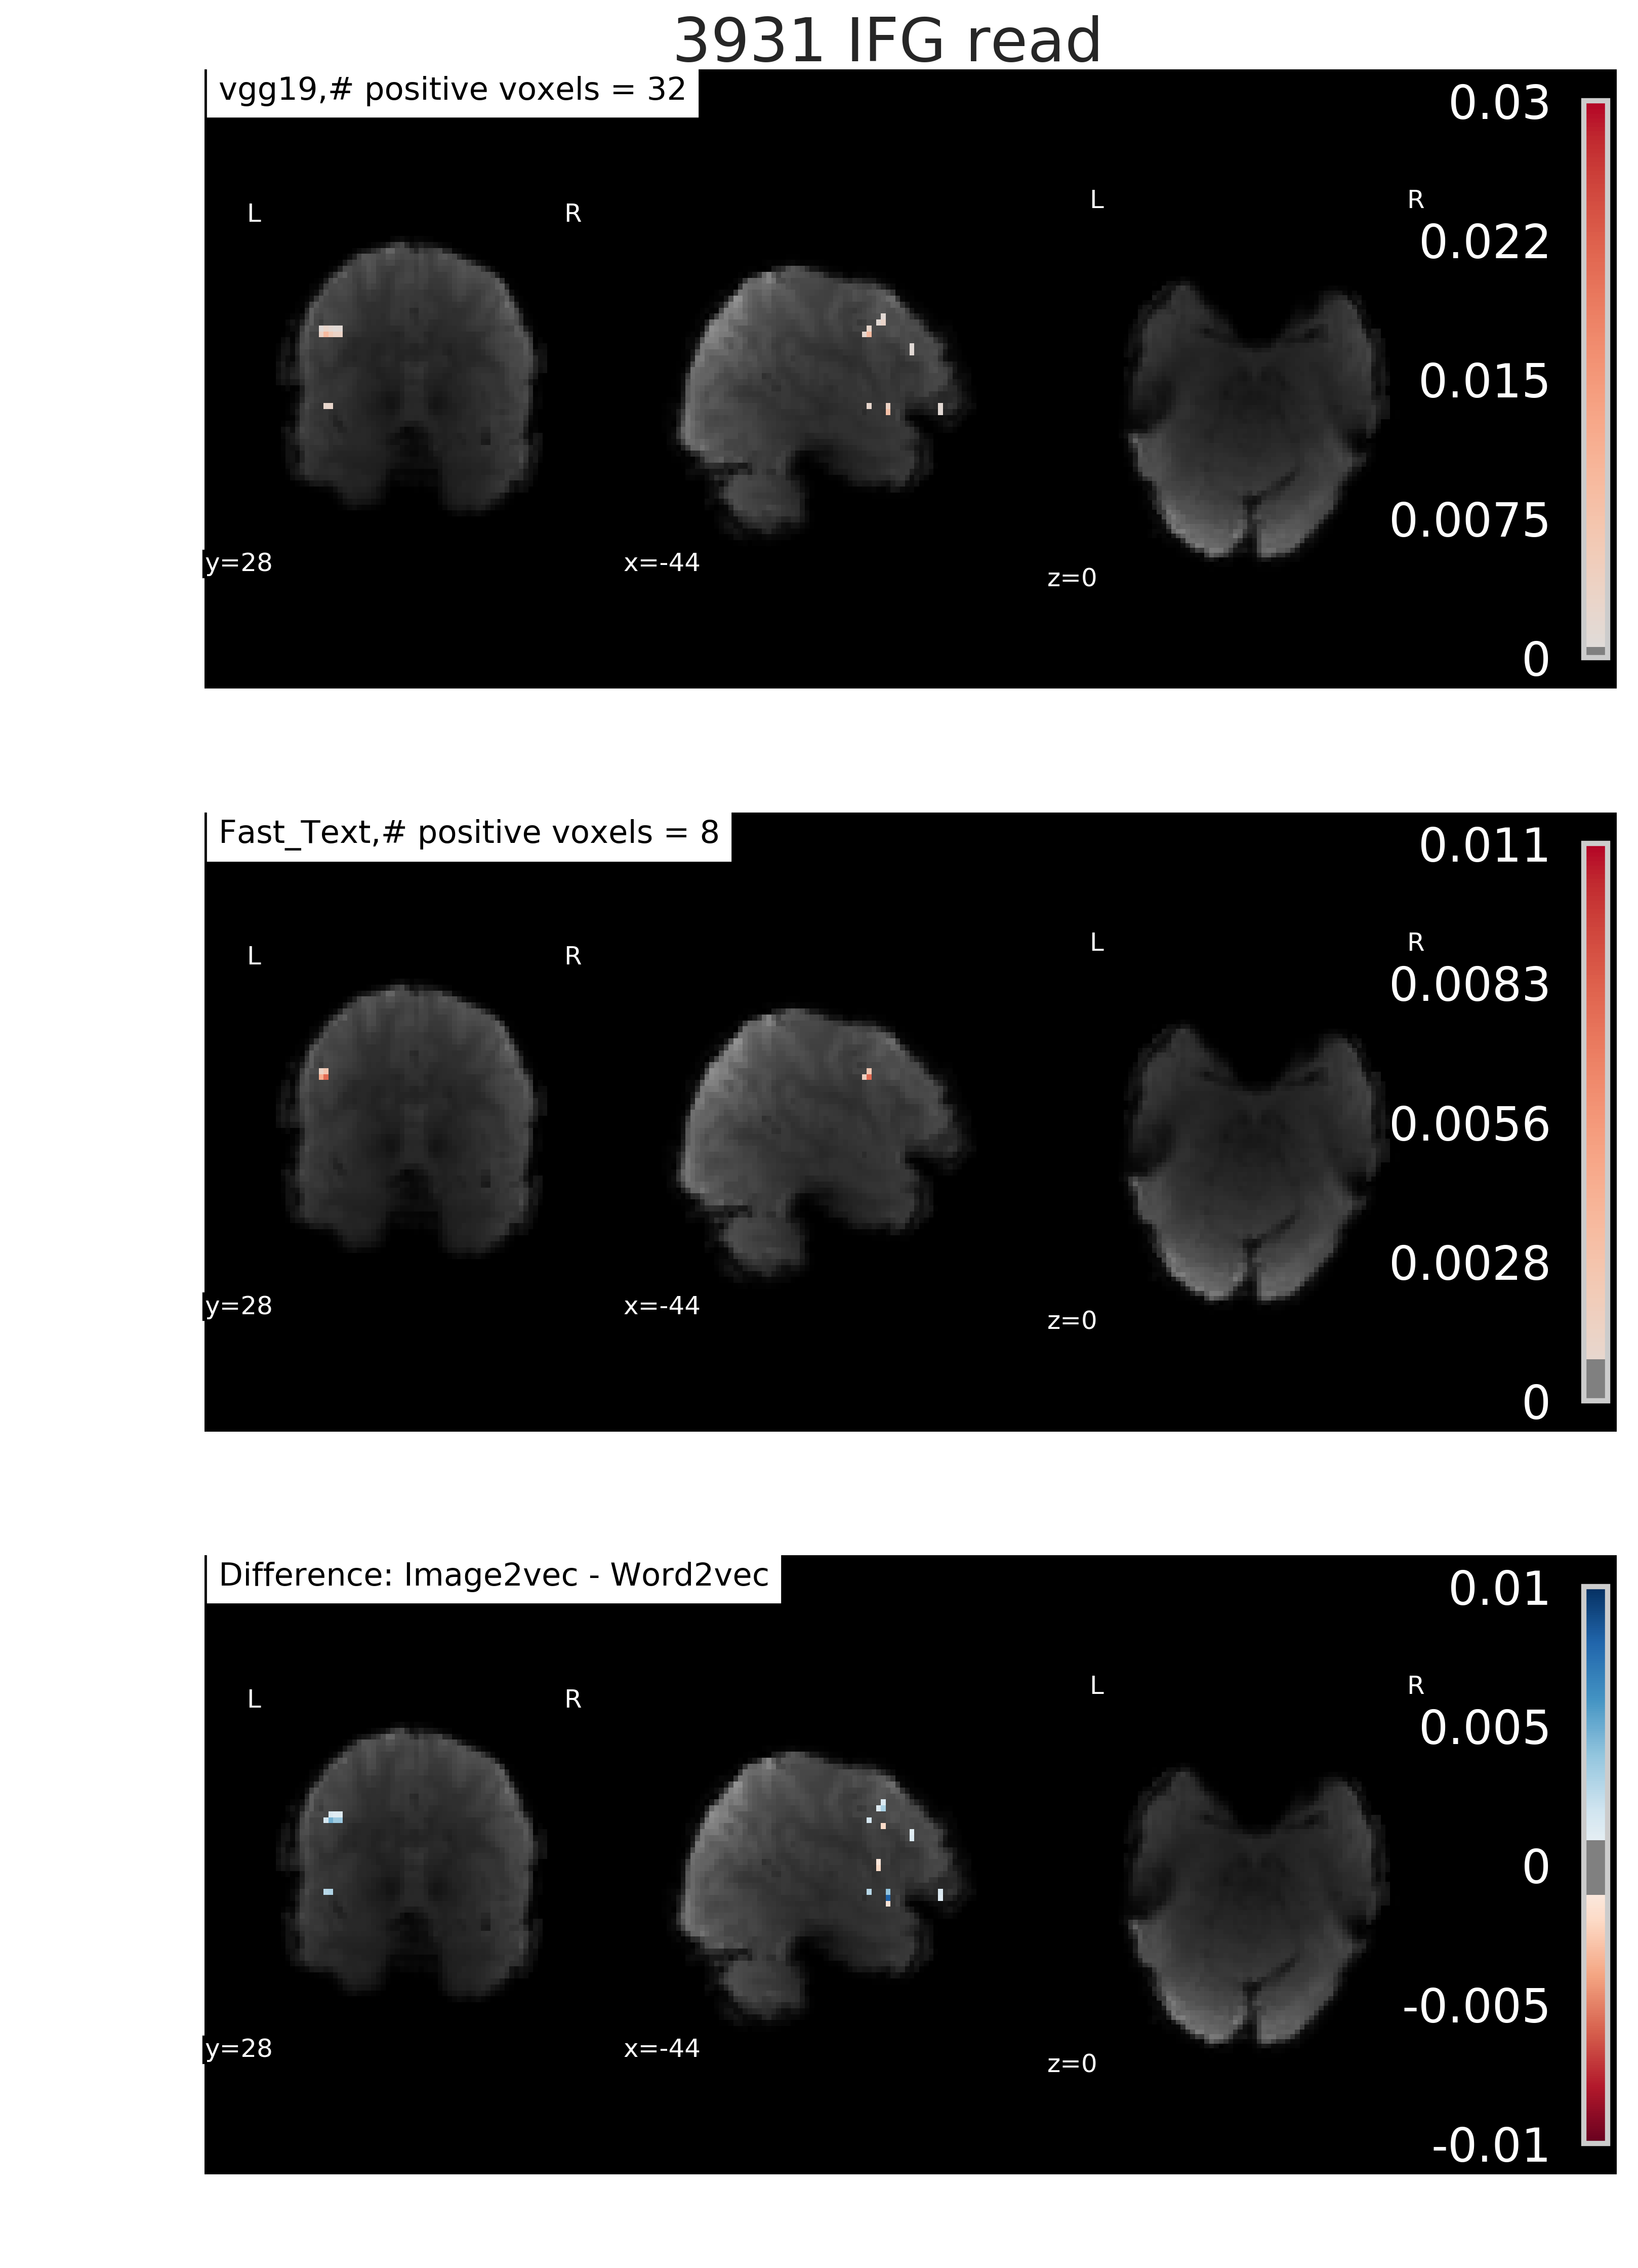 3931 IFG read
vgg19,# positive voxels = 32
0.03
L
R
L
R
0.022
0.015
0.0075
y=28
x=-44
z=0
0
Fast_Text,# positive voxels = 8
0.011
L
R
L
R
0.0083
0.0056
0.0028
y=28
x=-44
z=0
0
Difference: Image2vec - Word2vec
0.01
L
R
L
R
0.005
0
-0.005
y=28
x=-44
z=0
-0.01